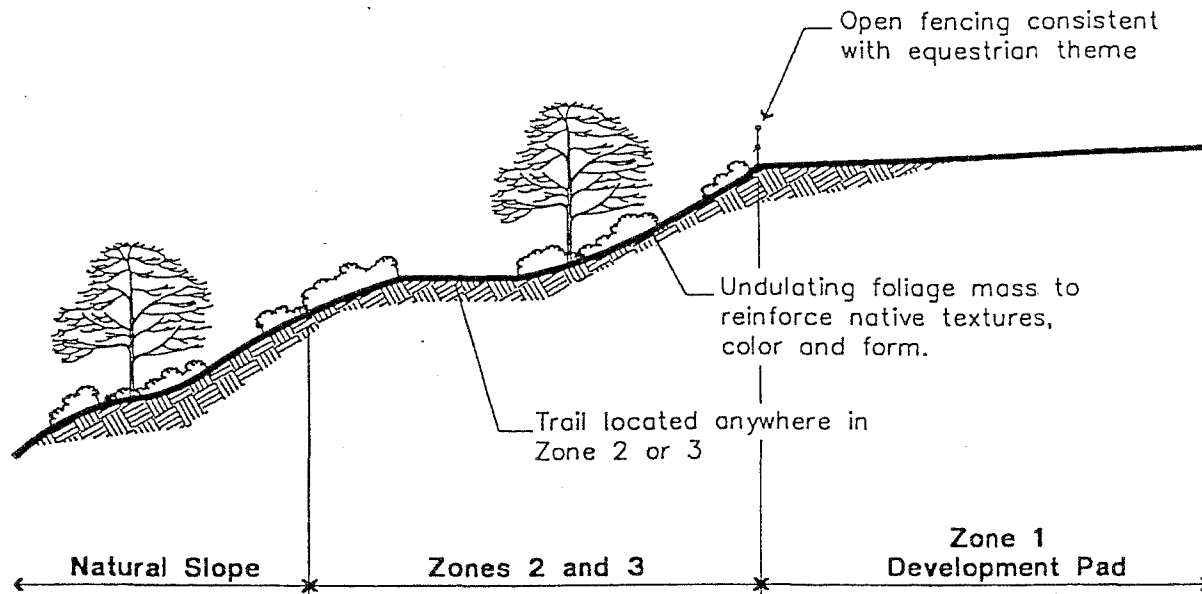 Open fencing consistent
with equestrian theme
Undulating foliage mass to
reinforce native textures,
color and form.
Trail located anywhere in
Zone 2 or 3
Natural Slope
Zones 2 and 3
Zone 1
Development Pad